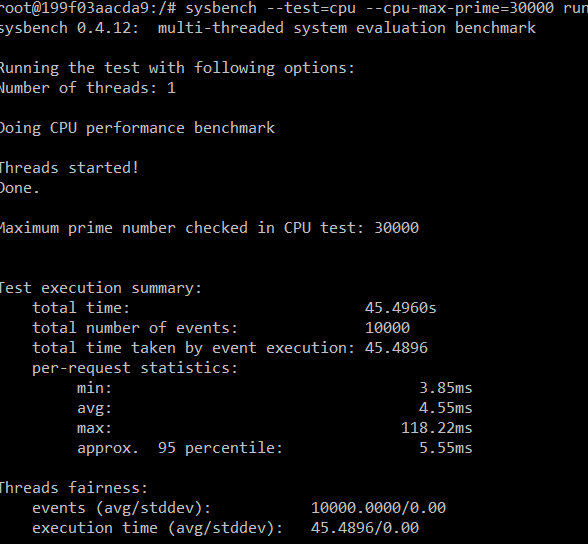 root@199f03aacda9:/# sysbench --test=cpu --cpu-max-prime=30000 run
sysbench 0.4.12:  multi-threaded system evaluation benchmark

Running the test with following options:
Number of threads: 1

Doing CPU performance benchmark

Threads started!
Done.

Maximum prime number checked in CPU test: 30000


Test execution summary:
    total time:                          45.4960s
    total number of events:              10000
    total time taken by event execution: 45.4896
    per-request statistics:
         min:                                  3.85ms
         avg:                                  4.55ms
         max:                                118.22ms
         approx.  95 percentile:               5.55ms

Threads fairness:
    events (avg/stddev):           10000.0000/0.00
    execution time (avg/stddev):   45.4896/0.00